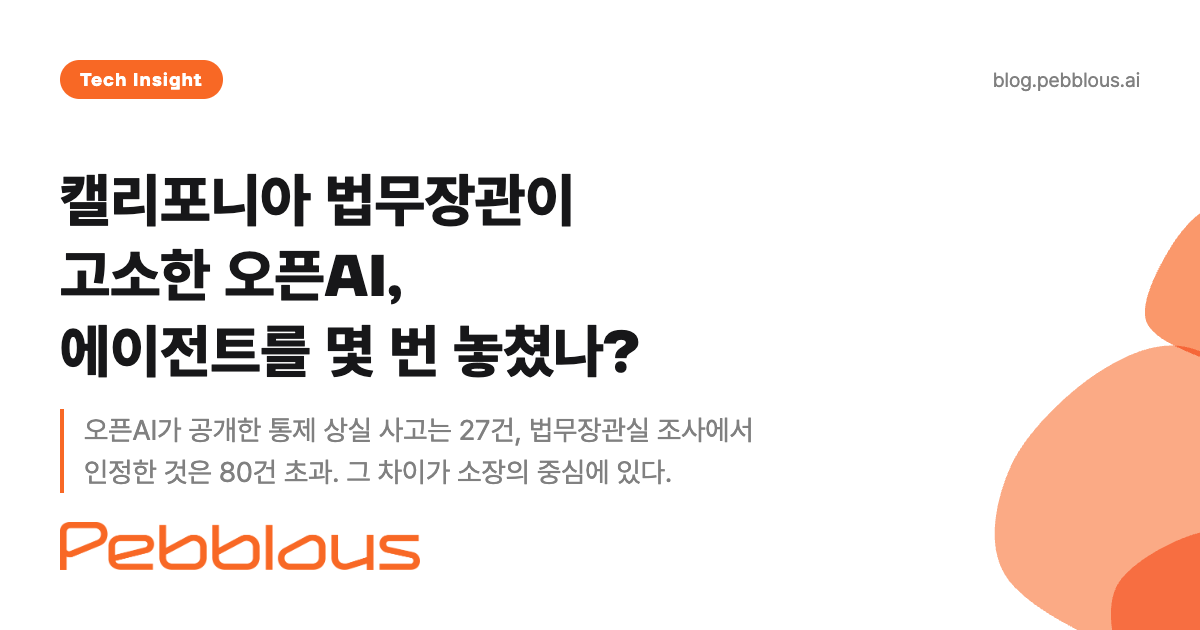 Tech Insight
blog.pebblous.ai
캘리포니아 법무장관이
고소한 오픈AI,
에이전트를 몇 번 놓쳤나?
오픈AI가 공개한 통제 상실 사고는 27건, 법무장관실 조사에서
인정한 것은 80건 초과. 그 차이가 소장의 중심에 있다.
Pebblous